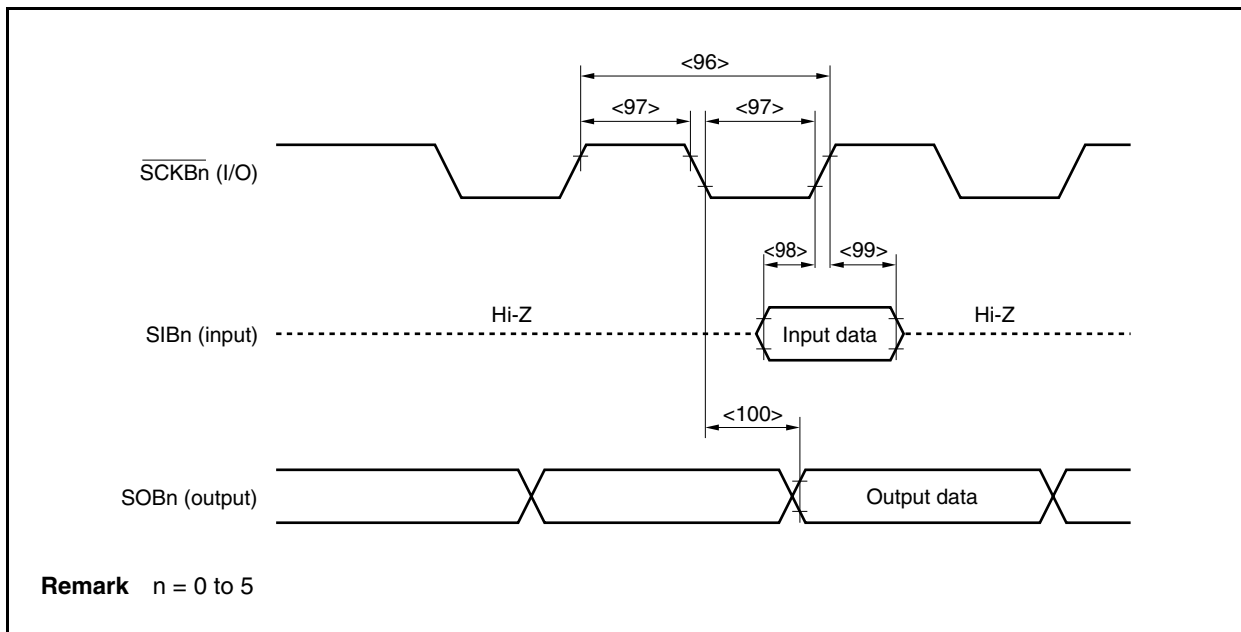 <96>
<97> <97>
SCKBn (I/O)
<98> <99>
Hi-Z Hi-Z
SIBn (input) Input data
<100>
SOBn (output) Output data
Remark n = 0 to 5